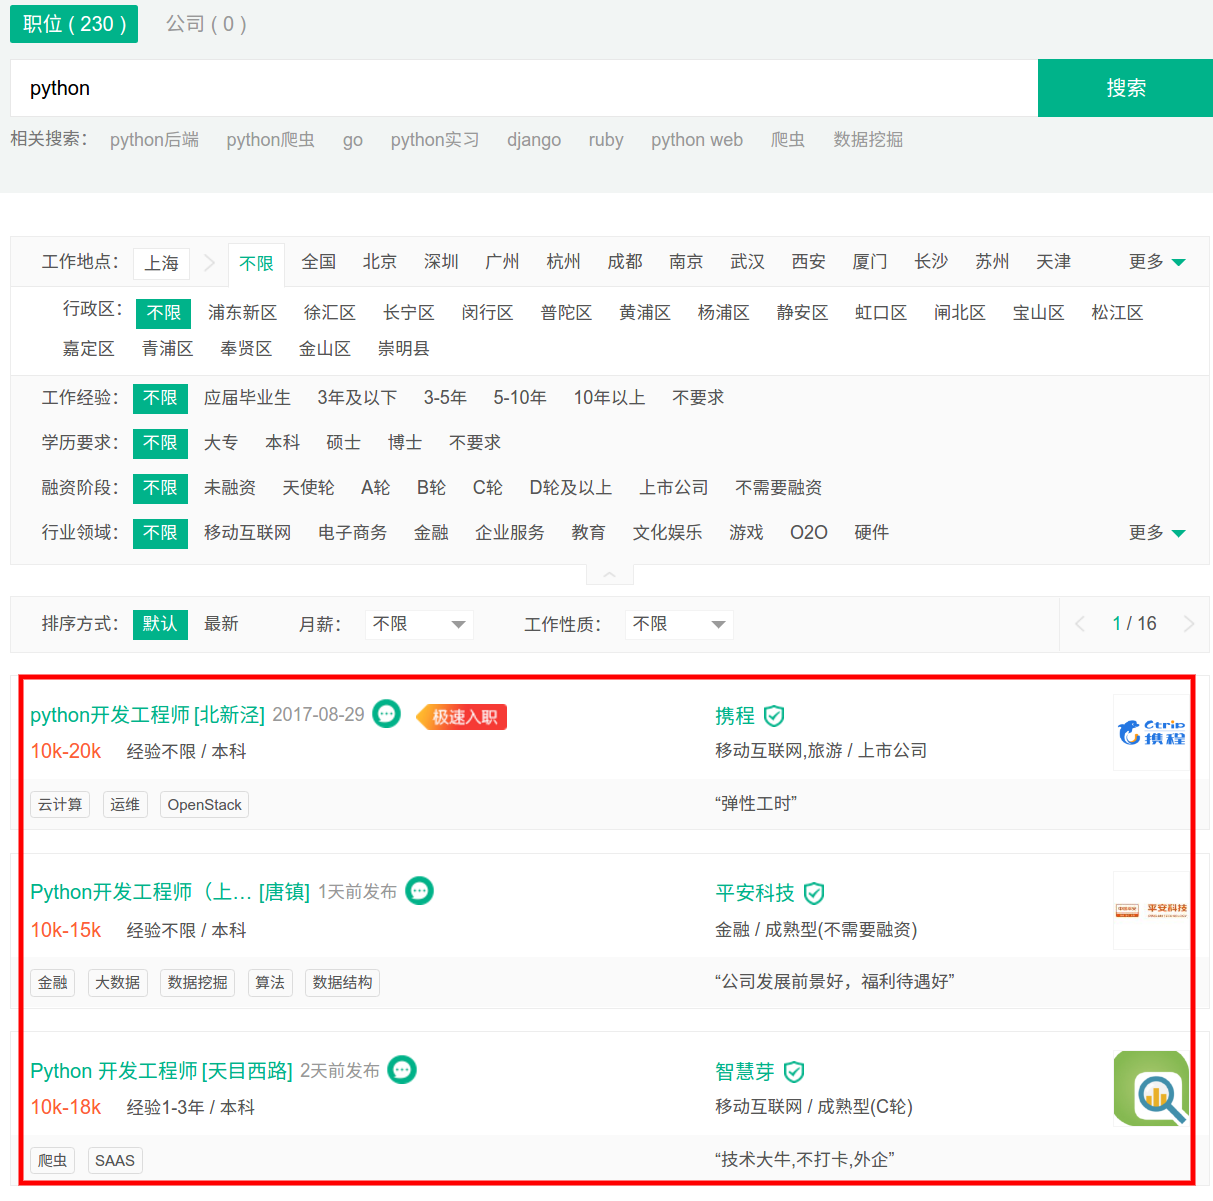 职位 ( 230 ) 公司 ( 0 )
python 搜索
相关搜索： python后端 python爬虫 go python实习 django ruby python web 爬虫 数据挖掘
工作地点： 上海 不限 全国 北京 深圳 广州 杭州 成都 南京 武汉 西安 厦门 长沙 苏州 天津 更多
行政区： 不限 浦东新区 徐汇区 长宁区 闵行区 普陀区 黄浦区 杨浦区 静安区 虹口区 闸北区 宝山区 松江区
嘉定区 青浦区 奉贤区 金山区 崇明县
工作经验： 不限 应届毕业生 3年及以下 3-5年 5-10年 10年以上 不要求
学历要求： 不限 大专 本科 硕士 博士 不要求
融资阶段： 不限 未融资 天使轮 A轮 B轮 C轮 D轮及以上 上市公司 不需要融资
行业领域： 不限 移动互联网 电子商务 金融 企业服务 教育 文化娱乐 游戏 O2O 硬件 更多
排序方式： 默认 最新 月薪： 不限 工作性质： 不限 1 / 16
python开发工程师 [北新泾] 2017-08-29 极速入职 携程
10k-20k 经验不限 / 本科 移动互联网,旅游 / 上市公司
Ctrip
携程
云计算 运维 OpenStack “弹性工时”
Python开发工程师（上... [唐镇] 1天前发布 平安科技
平安科技
10k-15k 经验不限 / 本科 金融 / 成熟型(不需要融资)
金融 大数据 数据挖掘 算法 数据结构 “公司发展前景好，福利待遇好”
Python 开发工程师 [天目西路] 2天前发布 智慧芽
10k-18k 经验1-3年 / 本科 移动互联网 / 成熟型(C轮)
爬虫 SAAS “技术大牛,不打卡,外企”